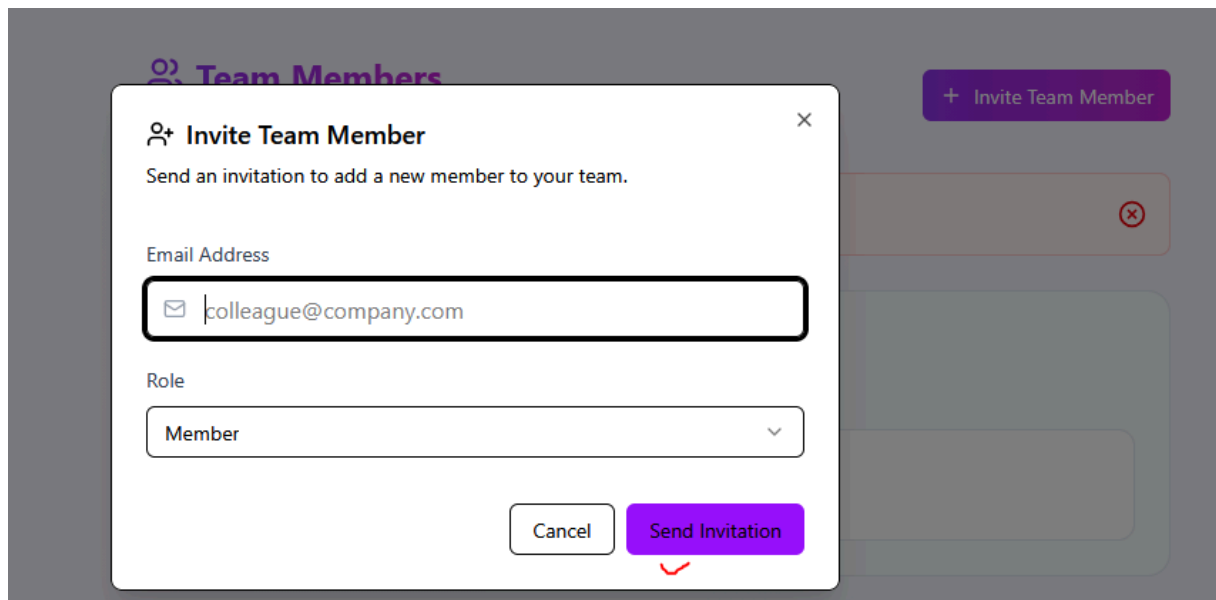 Team Members
+ Invite Team Member
Invite Team Member
Send an invitation to add a new member to your team.
Email Address
colleague@company.com
Role
Member
Cancel
Send Invitation